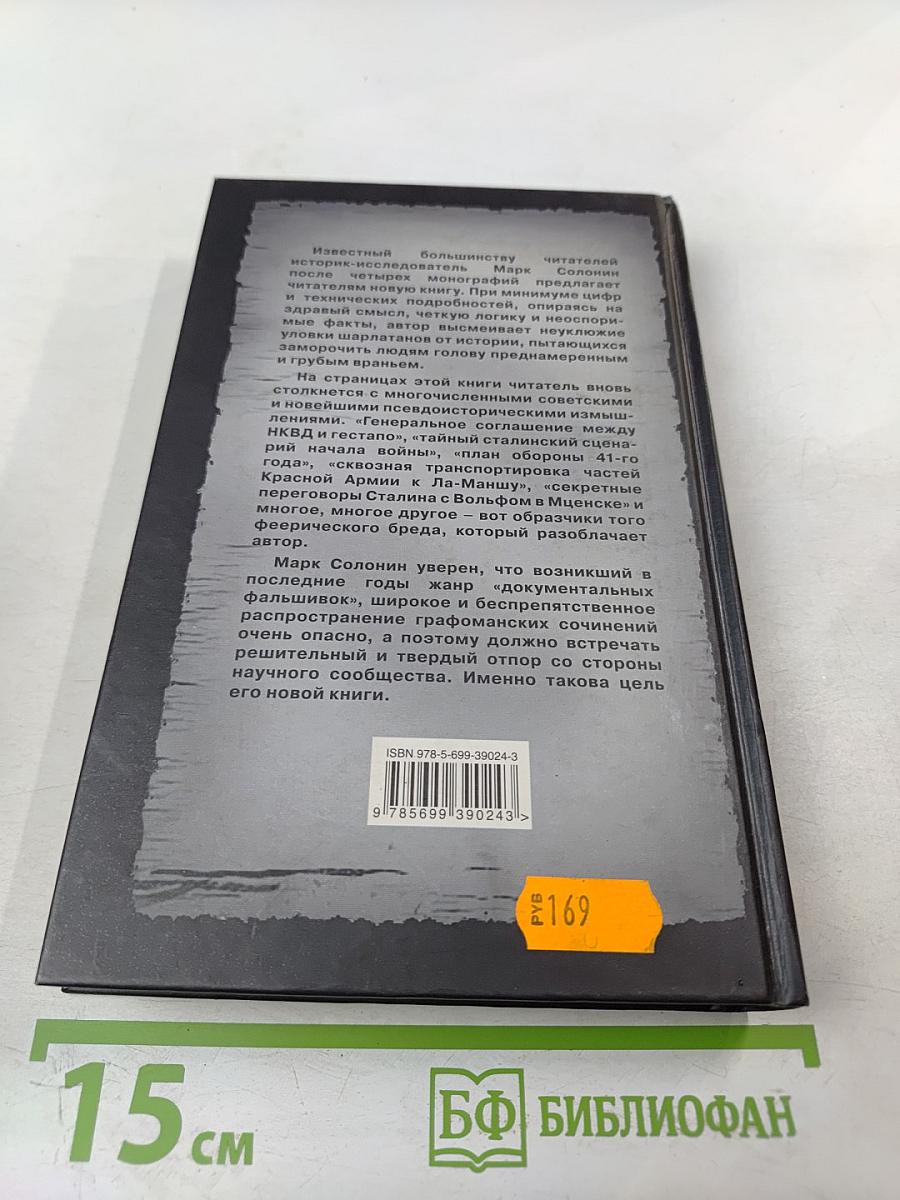 Известный большинству читателей
историк-исследователь Марк Солонин
после четырех монографий предлагает
читателям новую книгу. При минимуме цифр
и технических подробностей, опираясь на
здравый смысл, четкую логику и неоспори-
мые факты, автор высмеивает неуклюжие
уловки шарлатанов от истории, пытающихся
заморочить людям голову преднамеренным
и грубым враньем.
На страницах этой книги читатель вновь
столкнется с многочисленными советскими
и новейшими псевдоисторическими измыш-
лениями. «Генеральное соглашение между
НКВД и гестапо», «тайный сталинский сцена-
рий начала войны», «план обороны 41-го
года», «сквозная транспортировка частей
Красной Армии к Ла-Маншу», «секретные
переговоры Сталина с Вольфом в Мценске» и
многое, многое другое – вот образчики того
феерического бреда, который разоблачает
автор.
Марк Солонин уверен, что возникший в
последние годы жанр «документальных
фальшивок», широкое и беспрепятственное
распространение графоманских сочинений
очень опасно, а поэтому должно встречать
решительный и твердый отпор со стороны
научного сообщества. Именно такова цель
его новой книги.
ISBN 978-5-699-39024-3
9 785699 390243 >
РУБ 169
15 см
БФ БИБЛИОФАН